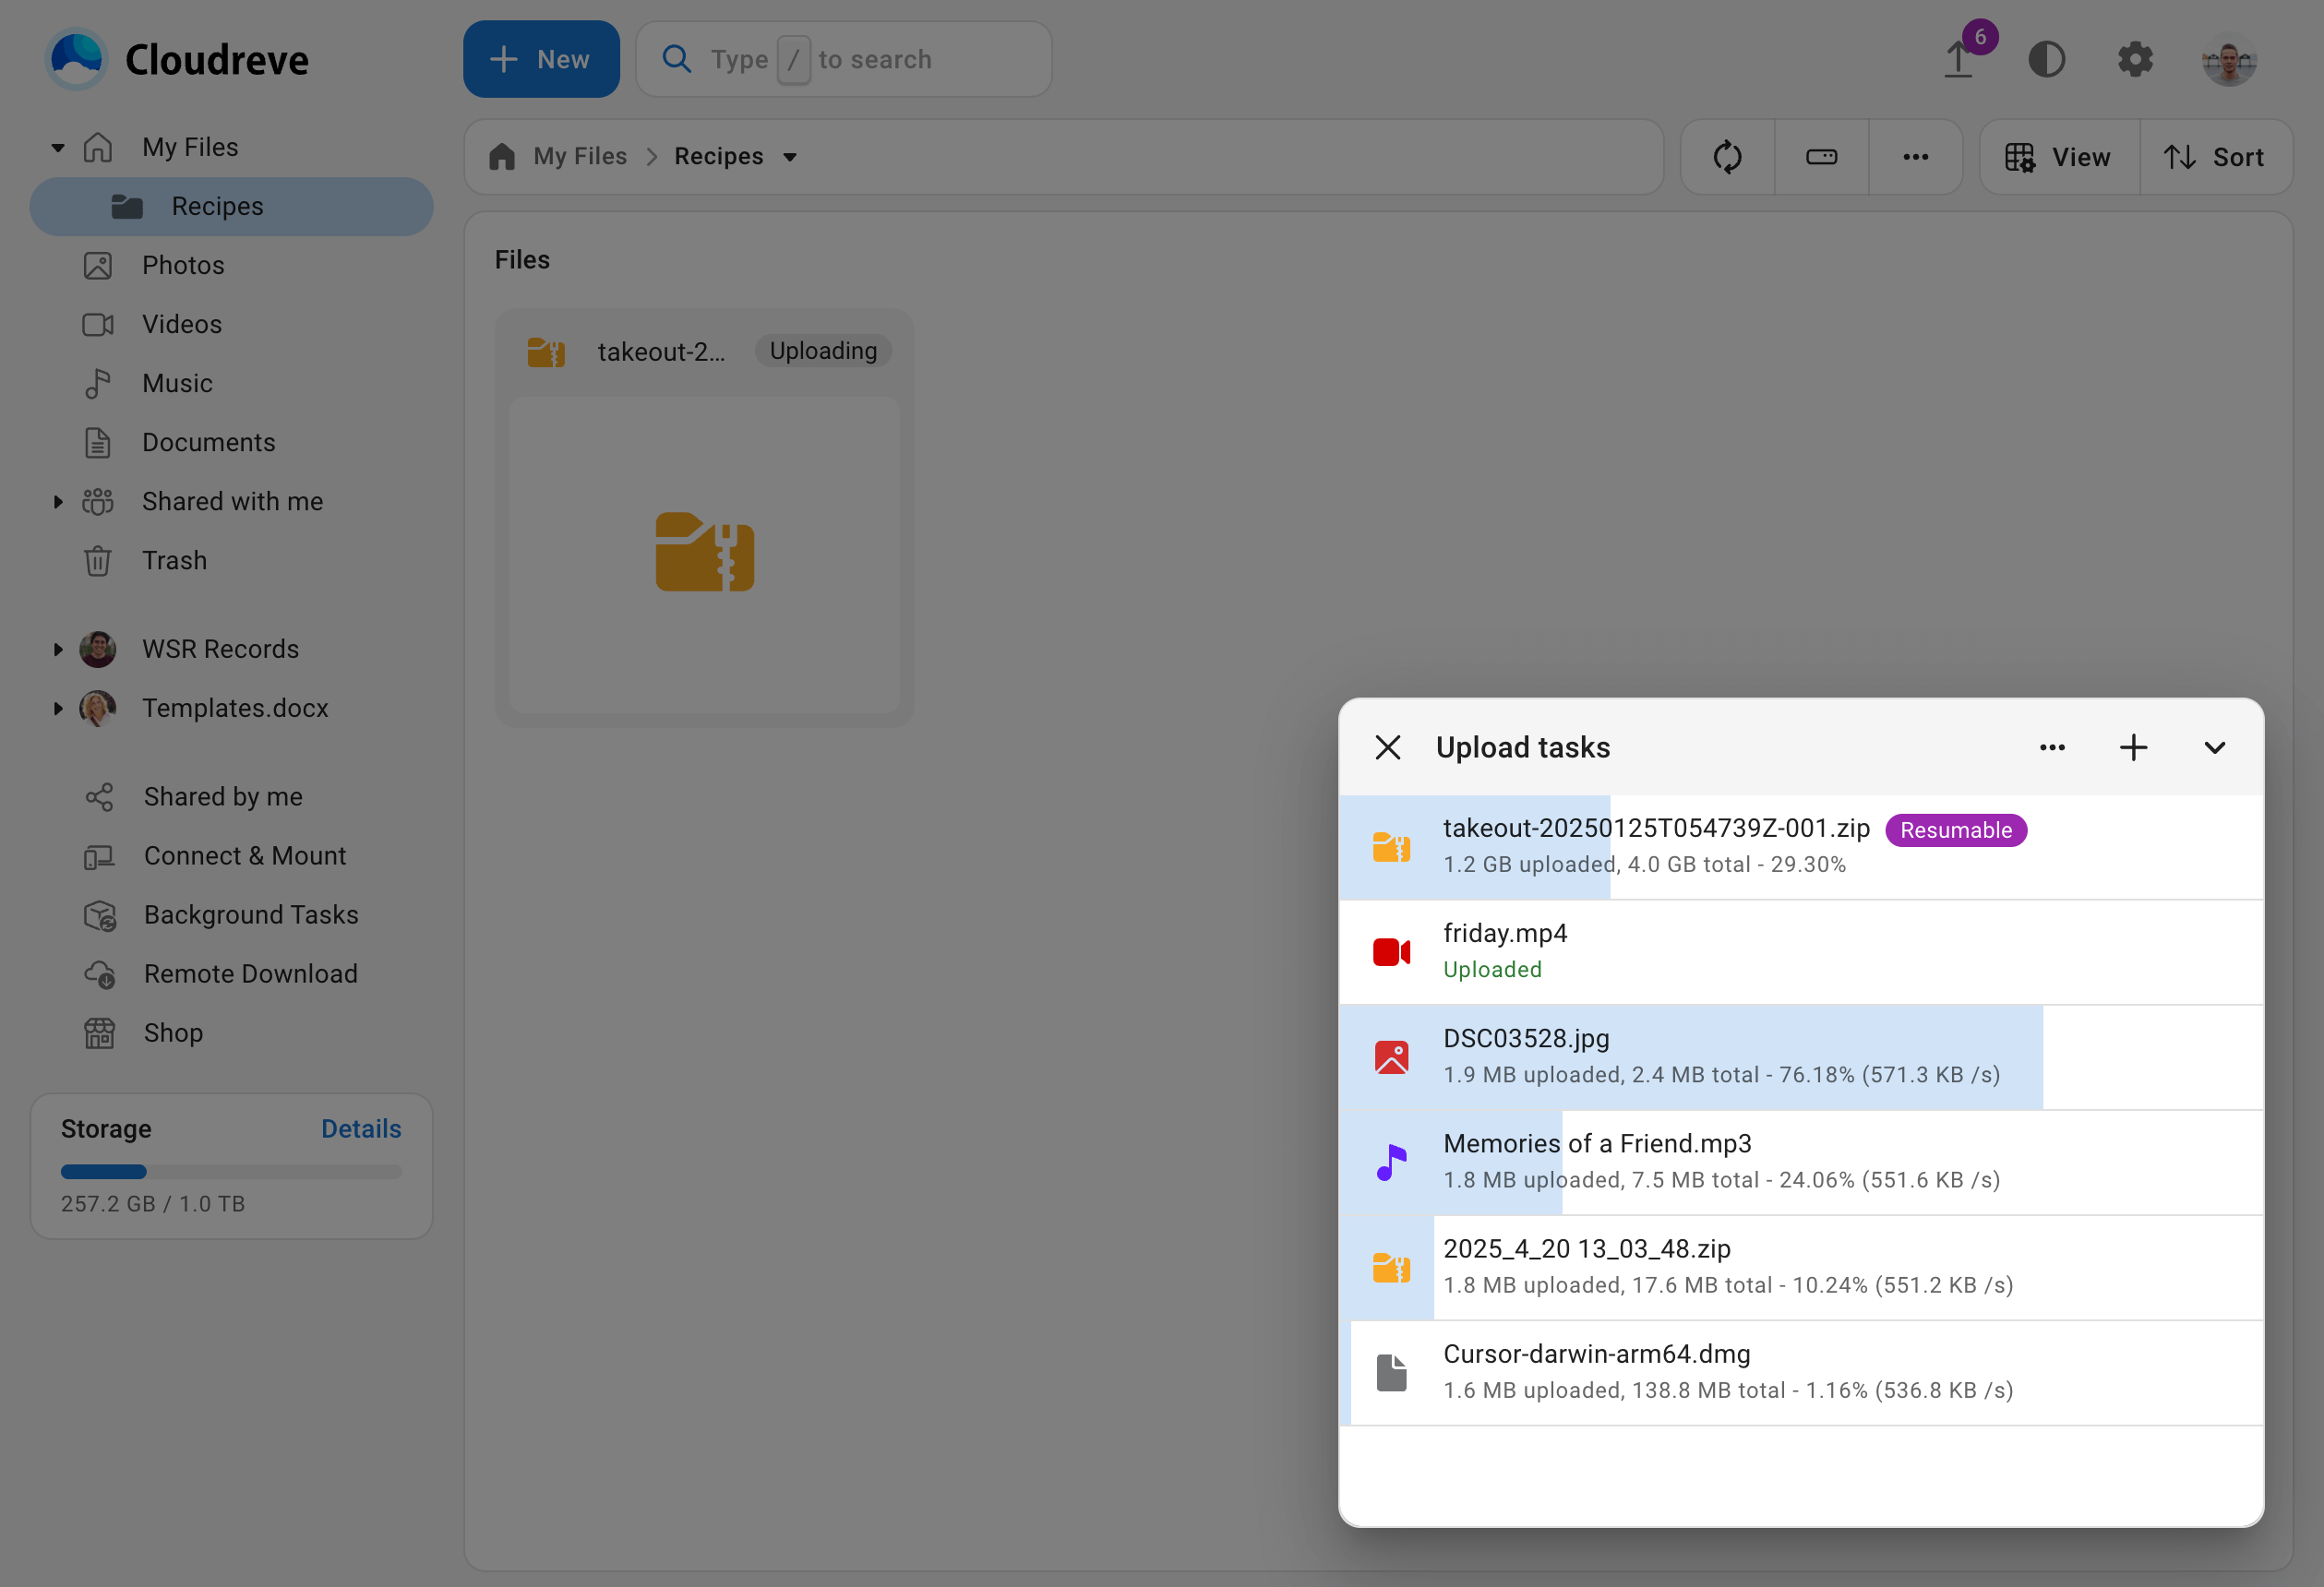 Cloudreve
New
Type / to search
6
My Files
Recipes
Photos
Videos
Music
Documents
Shared with me
Trash
WSR Records
Templates.docx
Shared by me
Connect & Mount
Background Tasks
Remote Download
Shop
Storage
Details
257.2 GB / 1.0 TB
My Files
Recipes
View
Sort
Files
takeout-2...
Uploading
Upload tasks
takeout-20250125T054739Z-001.zip
Resumable
1.2 GB uploaded, 4.0 GB total - 29.30%
friday.mp4
Uploaded
DSC03528.jpg
1.9 MB uploaded, 2.4 MB total - 76.18% (571.3 KB /s)
Memories of a Friend.mp3
1.8 MB uploaded, 7.5 MB total - 24.06% (551.6 KB /s)
2025_4_20 13_03_48.zip
1.8 MB uploaded, 17.6 MB total - 10.24% (551.2 KB /s)
Cursor-darwin-arm64.dmg
1.6 MB uploaded, 138.8 MB total - 1.16% (536.8 KB /s)